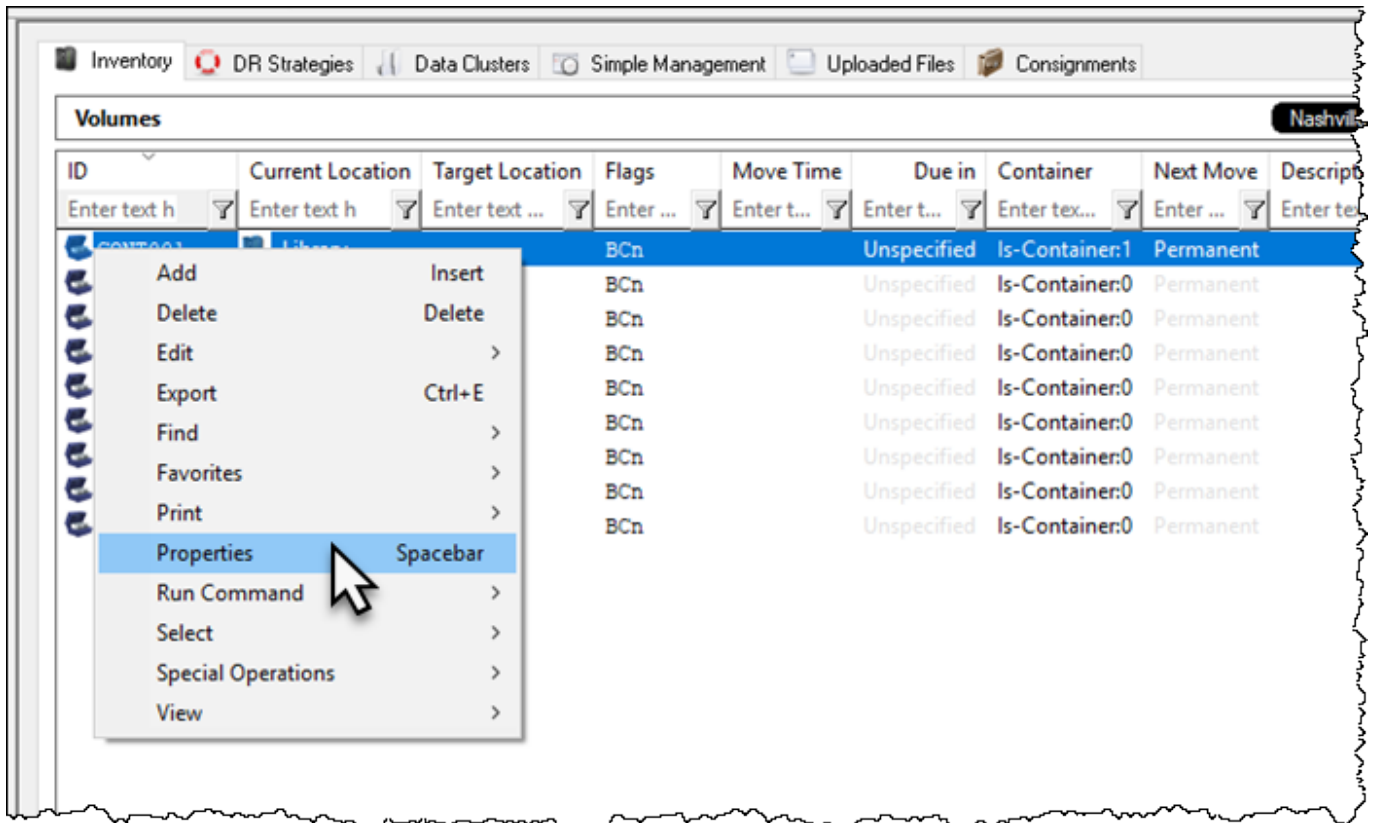 Inventory DR Strategies Data Clusters Simple Management Uploaded Files Consignments
Volumes
ID Current Location Target Location Flags Move Time Due in Container Next Move
Enter text h Enter text h Enter text ... Enter ... Enter t... Enter t... Enter tex... Enter ... Enter
BCn Unspecified Is-Container:1 Permanent
BCn Unspecified Is-Container:0 Permanent
BCn Unspecified Is-Container:0 Permanent
BCn Unspecified Is-Container:0 Permanent
BCn Unspecified Is-Container:0 Permanent
BCn Unspecified Is-Container:0 Permanent
BCn Unspecified Is-Container:0 Permanent
BCn Unspecified Is-Container:0 Permanent
BCn Unspecified Is-Container:0 Permanent
Add Insert
Delete Delete
Edit
Export Ctrl+E
Find
Favorites
Print
Properties Spacebar
Run Command
Select
Special Operations
View